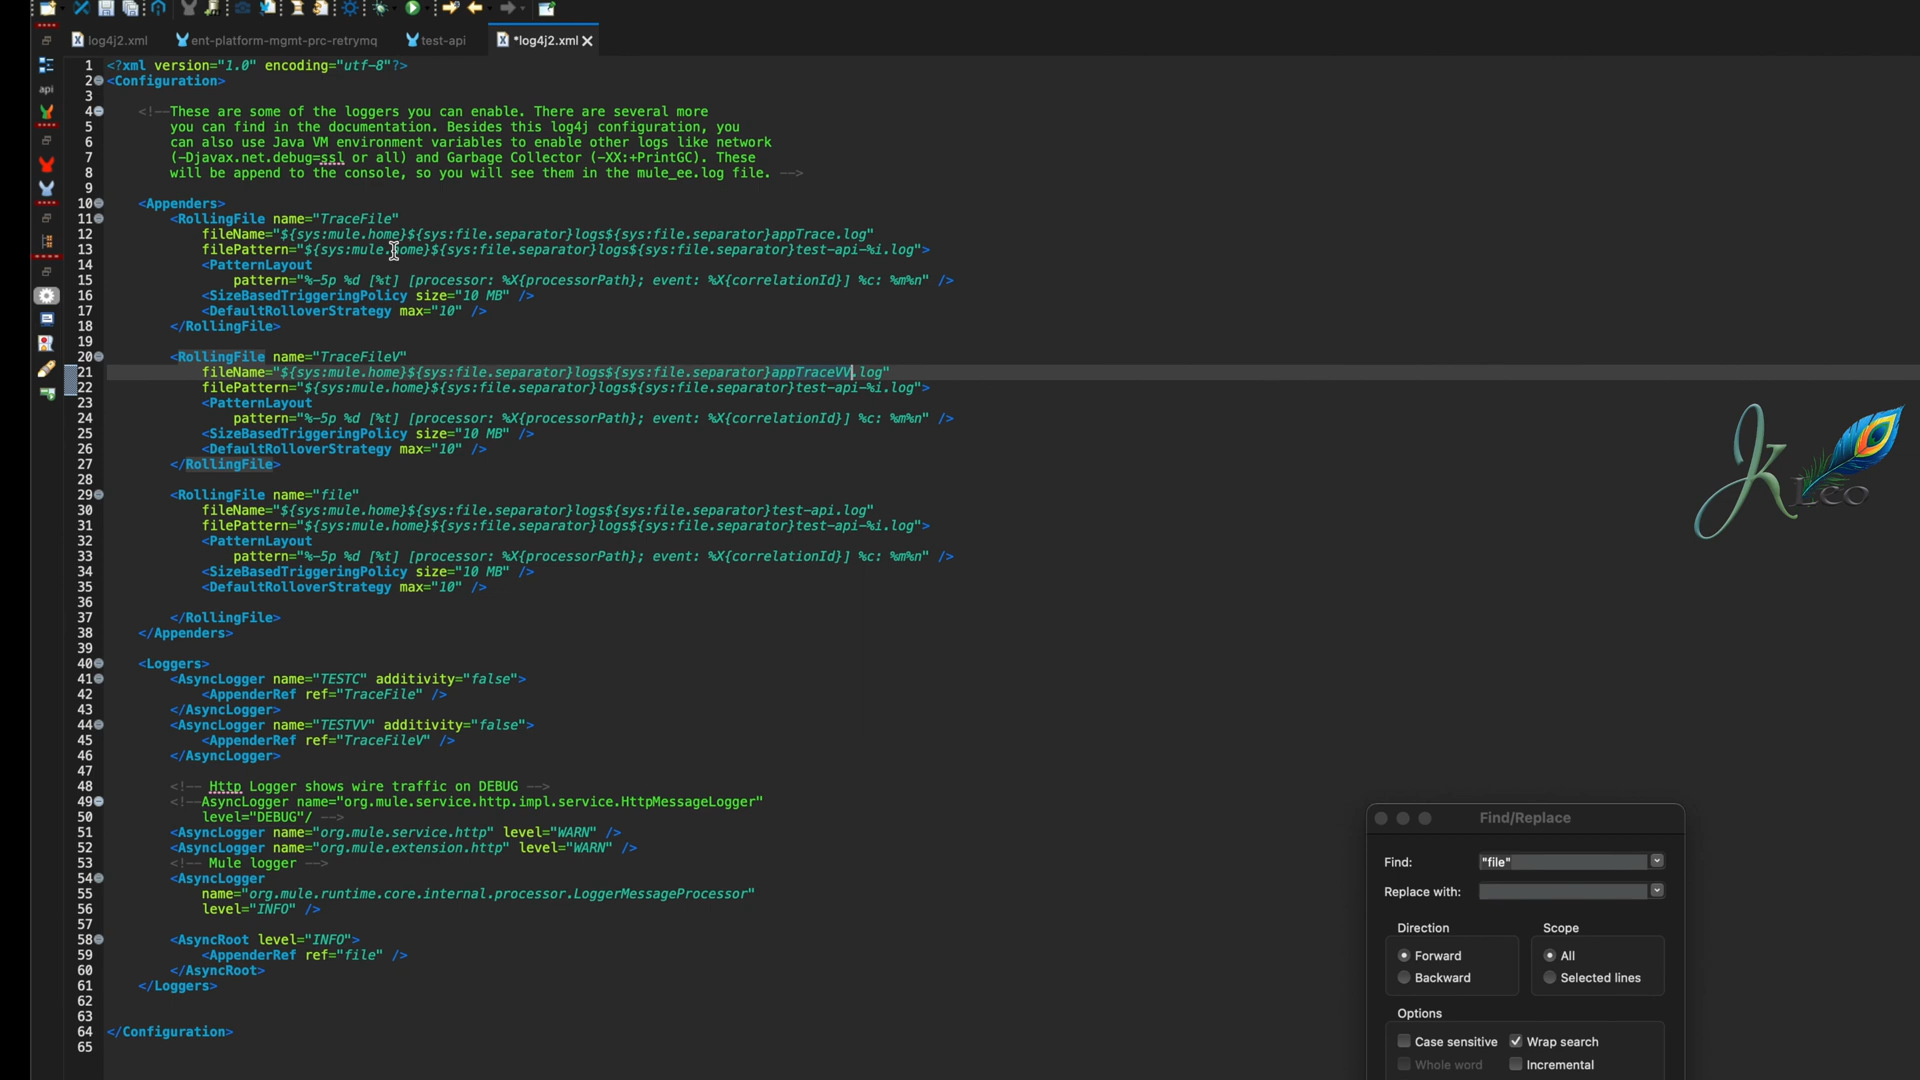 log4j2.xml ent-platform-mgmt-prc-retrymq test-api *log4j2.xml
api
1 <?xml version="1.0" encoding="utf-8"?>
2 <Configuration>
3
4 <!--These are some of the loggers you can enable. There are several more
5 you can find in the documentation. Besides this log4j configuration, you
6 can also use Java VM environment variables to enable other logs like network
7 (-Djavax.net.debug=ssl or all) and Garbage Collector (-XX:+PrintGC). These
8 will be append to the console, so you will see them in the mule_ee.log file. -->
9
10 <Appenders>
11 <RollingFile name="TraceFile"
12 fileName="${sys:mule.home}${sys:file.separator}logs${sys:file.separator}appTrace.log"
13 filePattern="${sys:mule.home}${sys:file.separator}logs${sys:file.separator}test-api-%i.log">
14 <PatternLayout
15 pattern="%-5p %d [%t] [processor: %X{processorPath}; event: %X{correlationId}] %c: %m%n" />
16 <SizeBasedTriggeringPolicy size="10 MB" />
17 <DefaultRolloverStrategy max="10" />
18 </RollingFile>
19
20 <RollingFile name="TraceFileV"
21 fileName="${sys:mule.home}${sys:file.separator}logs${sys:file.separator}appTraceVV.log"
22 filePattern="${sys:mule.home}${sys:file.separator}logs${sys:file.separator}test-api-%i.log">
23 <PatternLayout
24 pattern="%-5p %d [%t] [processor: %X{processorPath}; event: %X{correlationId}] %c: %m%n" />
25 <SizeBasedTriggeringPolicy size="10 MB" />
26 <DefaultRolloverStrategy max="10" />
27 </RollingFile>
28
29 <RollingFile name="file"
30 fileName="${sys:mule.home}${sys:file.separator}logs${sys:file.separator}test-api.log"
31 filePattern="${sys:mule.home}${sys:file.separator}logs${sys:file.separator}test-api-%i.log">
32 <PatternLayout
33 pattern="%-5p %d [%t] [processor: %X{processorPath}; event: %X{correlationId}] %c: %m%n" />
34 <SizeBasedTriggeringPolicy size="10 MB" />
35 <DefaultRolloverStrategy max="10" />
36
37 </RollingFile>
38 </Appenders>
39
40 <Loggers>
41 <AsyncLogger name="TESTC" additivity="false">
42 <AppenderRef ref="TraceFile" />
43 </AsyncLogger>
44 <AsyncLogger name="TESTVV" additivity="false">
45 <AppenderRef ref="TraceFileV" />
46 </AsyncLogger>
47
48 <!-- Http Logger shows wire traffic on DEBUG -->
49 <!--AsyncLogger name="org.mule.service.http.impl.service.HttpMessageLogger"
50 level="DEBUG"/ -->
51 <AsyncLogger name="org.mule.service.http" level="WARN" />
52 <AsyncLogger name="org.mule.extension.http" level="WARN" />
53 <!-- Mule logger -->
54 <AsyncLogger
55 name="org.mule.runtime.core.internal.processor.LoggerMessageProcessor"
56 level="INFO" />
57
58 <AsyncRoot level="INFO">
59 <AppenderRef ref="file" />
60 </AsyncRoot>
61 </Loggers>
62
63
64 </Configuration>
65
K Leo
Find/Replace
Find: "file"
Replace with:
Direction Scope
Forward All
Backward Selected lines
Options
Case sensitive Wrap search
Whole word Incremental